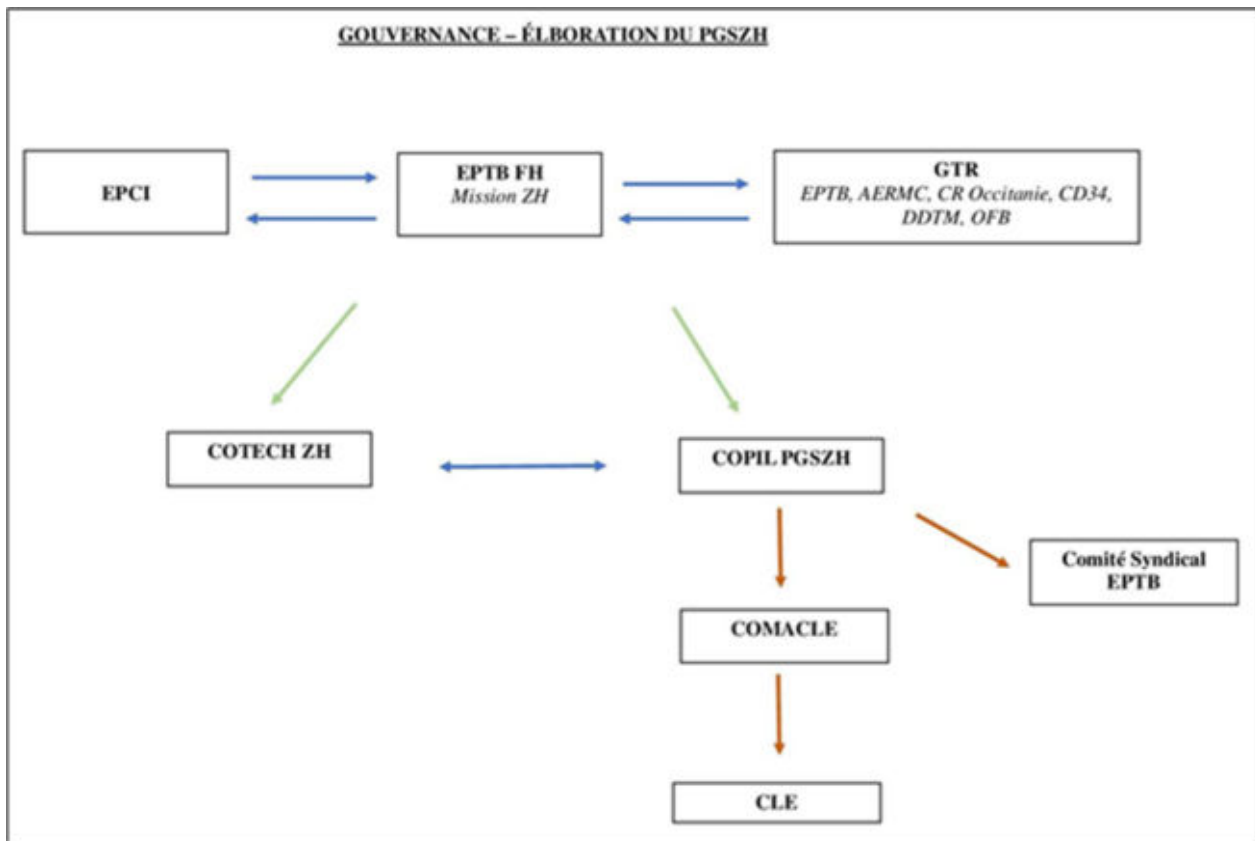 GOUVERNANCE – ÉLBORATION DU PGSZH
EPCI
EPTB FH
Mission ZH
GTR
EPTB, AERMC, CR Occitanie, CD34,
DDTM, OFB
COTECH ZH
COPIL PGSZH
Comité Syndical
EPTB
COMACLE
CLE